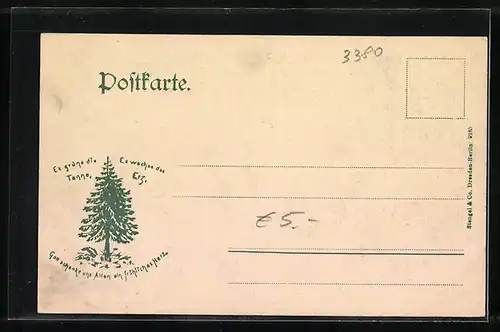 3380
Postkarte.
Es grüne die
Tanne,
Es wachse das
Erz,
Gott schenke uns Allen ein fröhliches Herz.
€5.-
Stengel & Co. Dresden-Berlin 9280